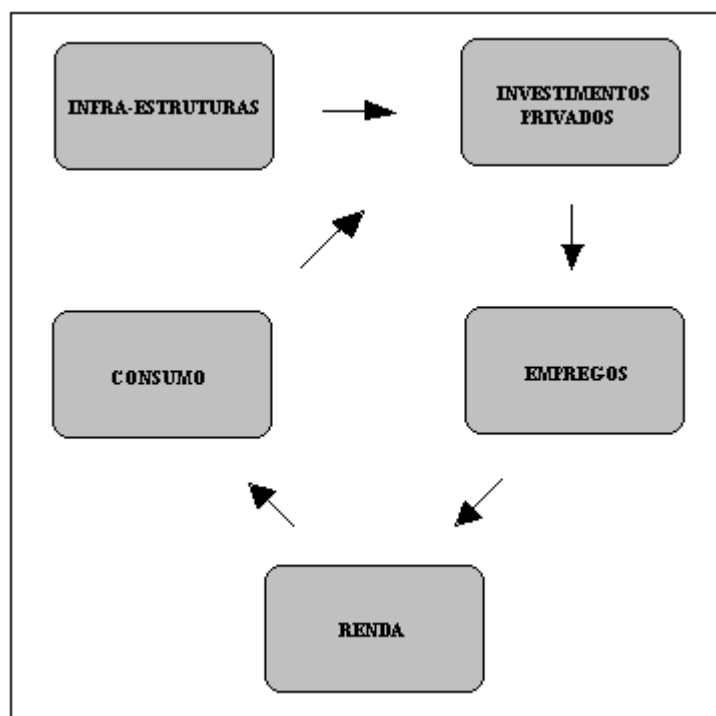 INFRA-ESTRUTURAS
INVESTIMENTOS
PRIVADOS
CONSUMO
EMPREGOS
RENDA